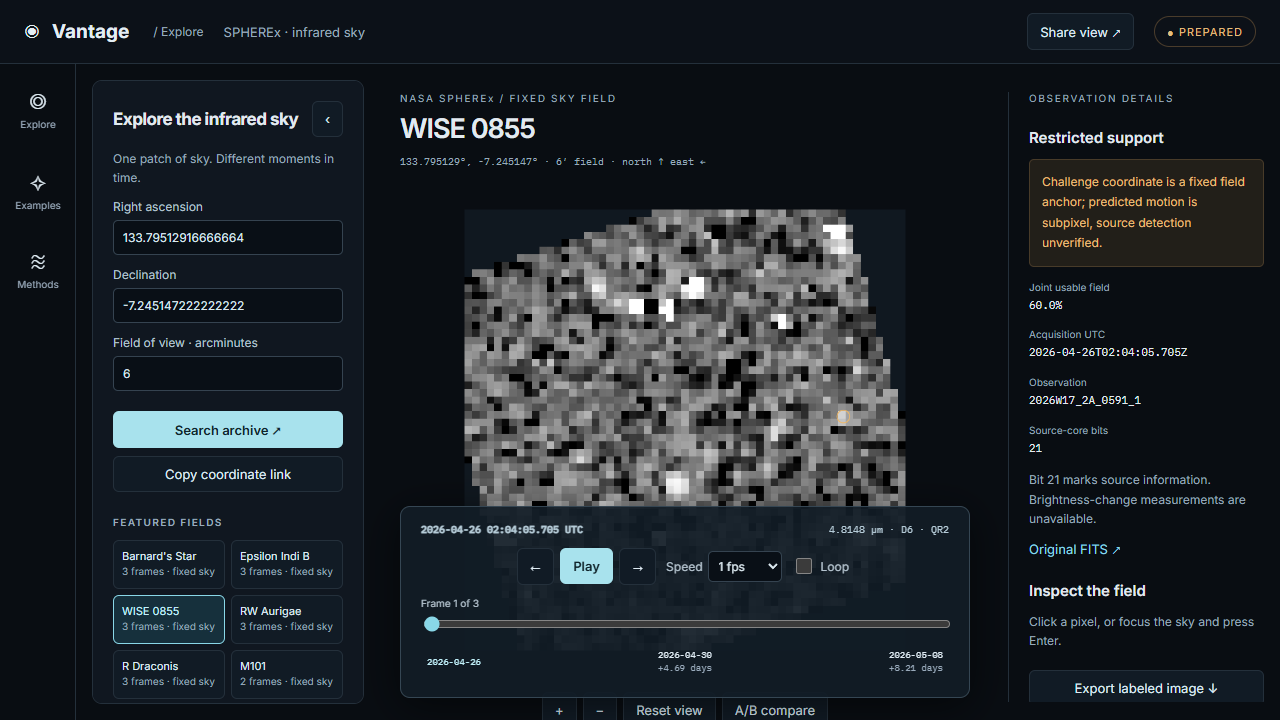 Vantage
/ Explore
SPHEREx · infrared sky
Share view ↗
● PREPARED
Explore
Examples
Methods
Explore the infrared sky
‹
One patch of sky. Different moments in
time.
Right ascension
133.79512916666664
Declination
-7.245147222222222
Field of view · arcminutes
6
Search archive ↗
Copy coordinate link
FEATURED FIELDS
Barnard's Star
3 frames · fixed sky
Epsilon Indi B
3 frames · fixed sky
WISE 0855
3 frames · fixed sky
RW Aurigae
3 frames · fixed sky
R Draconis
3 frames · fixed sky
M101
2 frames · fixed sky
NASA SPHEREx / FIXED SKY FIELD
WISE 0855
133.795129°, -7.245147° · 6′ field · north ↑ east ←
2026-04-26 02:04:05.705 UTC
4.8148 µm · D6 · QR2
←
Play
→
Speed
1 fps
Loop
Frame 1 of 3
2026-04-26
2026-04-30
+4.69 days
2026-05-08
+8.21 days
+
−
Reset view
A/B compare
OBSERVATION DETAILS
Restricted support
Challenge coordinate is a fixed field
anchor; predicted motion is
subpixel, source detection
unverified.
Joint usable field
60.0%
Acquisition UTC
2026-04-26T02:04:05.705Z
Observation
2026W17_2A_0591_1
Source-core bits
21
Bit 21 marks source information.
Brightness-change measurements are
unavailable.
Original FITS ↗
Inspect the field
Click a pixel, or focus the sky and press
Enter.
Export labeled image ↓